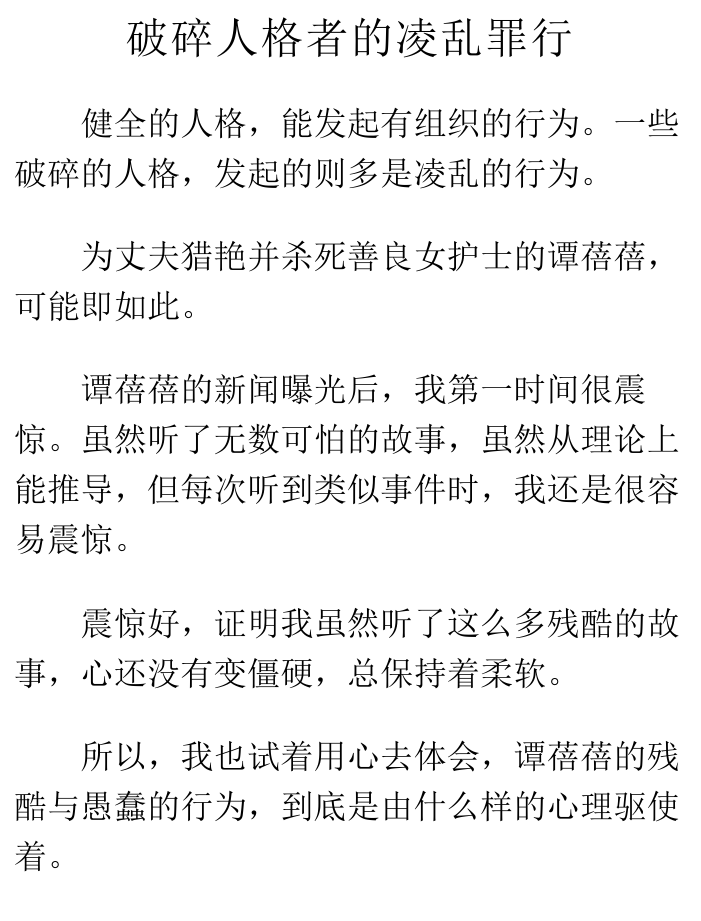 破碎人格者的凌乱罪行
健全的人格，能发起有组织的行为。一些
破碎的人格，发起的则多是凌乱的行为。
为丈夫猎艳并杀死善良女护士的谭蓓蓓，
可能即如此。
谭蓓蓓的新闻曝光后，我第一时间很震
惊。虽然听了无数可怕的故事，虽然从理论上
能推导，但每次听到类似事件时，我还是很容
易震惊。
震惊好，证明我虽然听了这么多残酷的故
事，心还没有变僵硬，总保持着柔软。
所以，我也试着用心去体会，谭蓓蓓的残
酷与愚蠢的行为，到底是由什么样的心理驱使
着。